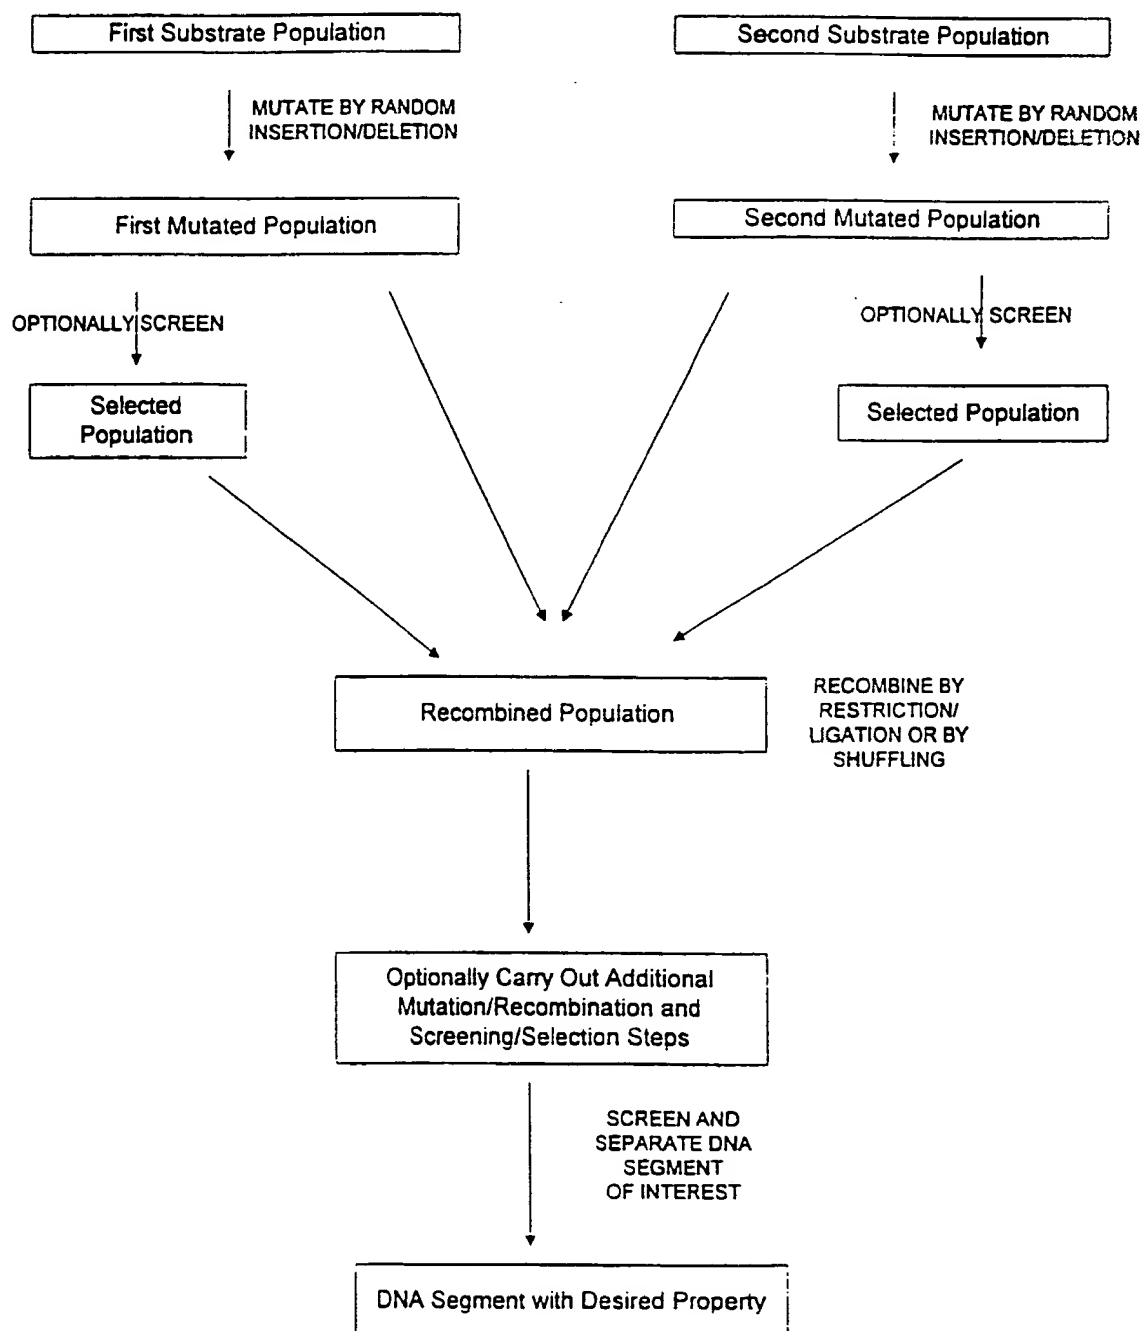 First Substrate Population
Second Substrate Population
MUTATE BY RANDOM
INSERTION/DELETION
MUTATE BY RANDOM
INSERTION/DELETION
First Mutated Population
Second Mutated Population
OPTIONALLY SCREEN
OPTIONALLY SCREEN
Selected
Population
Selected Population
Recombined Population
RECOMBINE BY
RESTRICTION/
LIGATION OR BY
SHUFFLING
Optionally Carry Out Additional
Mutation/Recombination and
Screening/Selection Steps
SCREEN AND
SEPARATE DNA
SEGMENT
OF INTEREST
DNA Segment with Desired Property